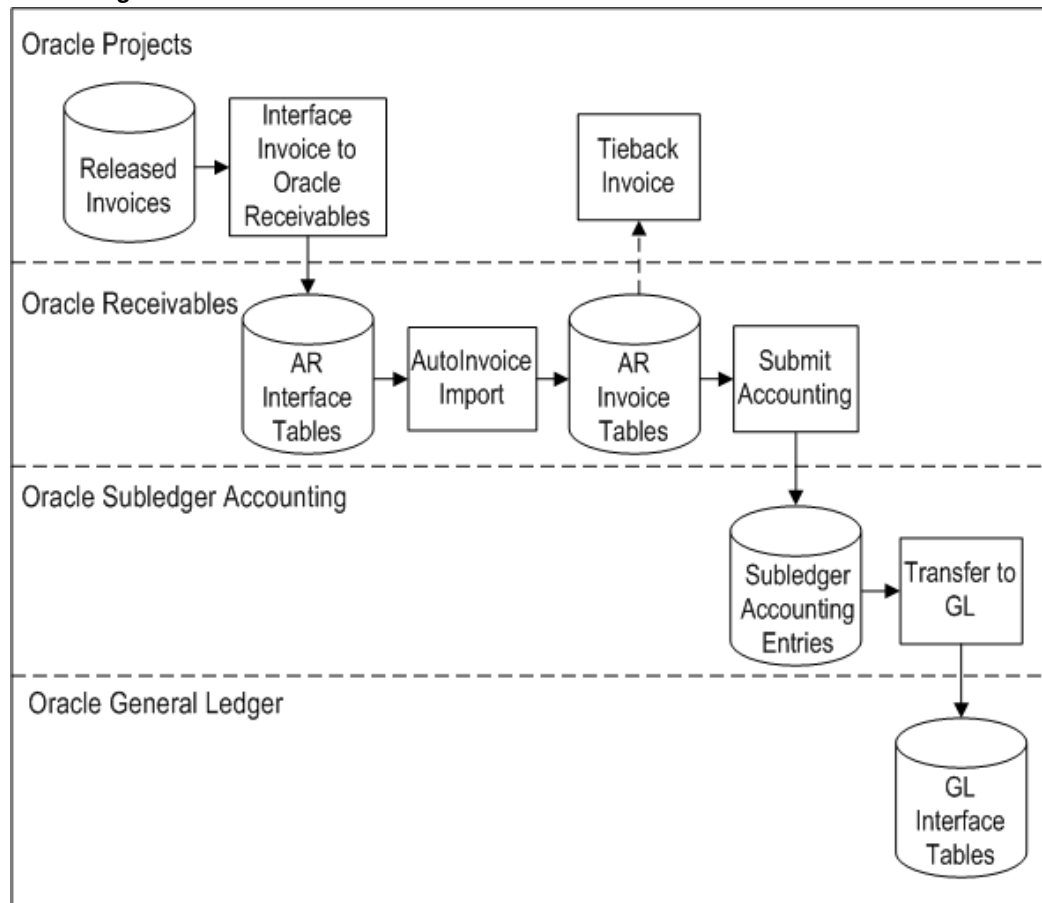 Oracle Projects
Released
Invoices
Interface
Invoice to
Oracle
Receivables
Tieback
Invoice
Oracle Receivables
AR
Interface
Tables
AutoInvoice
Import
AR
Invoice
Tables
Submit
Accounting
Oracle Subledger Accounting
Subledger
Accounting
Entries
Transfer to
GL
Oracle General Ledger
GL
Interface
Tables